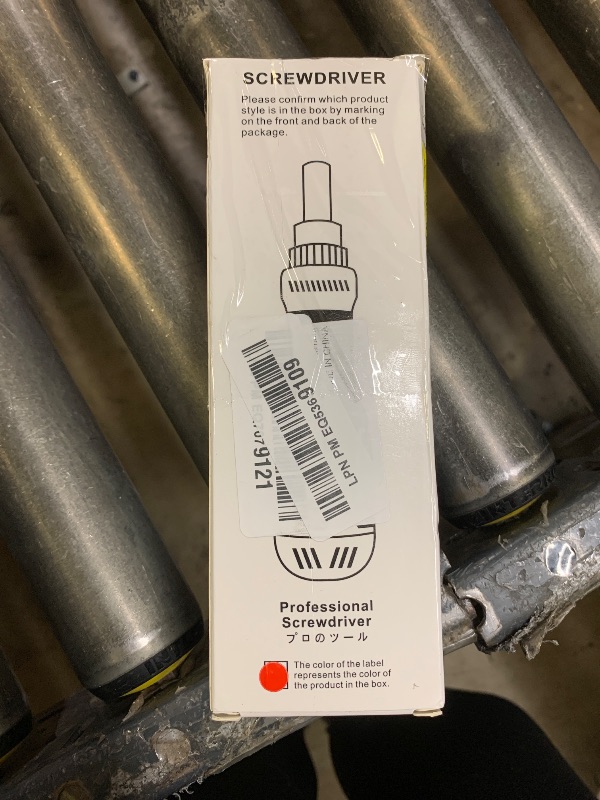 SCREWDRIVER
Please confirm which product
style is in the box by marking
on the front and back of the
package.
LPN PM EQ5369109
9121
Professional
Screwdriver
プロのツール
The color of the label
represents the color of
the product in the box.